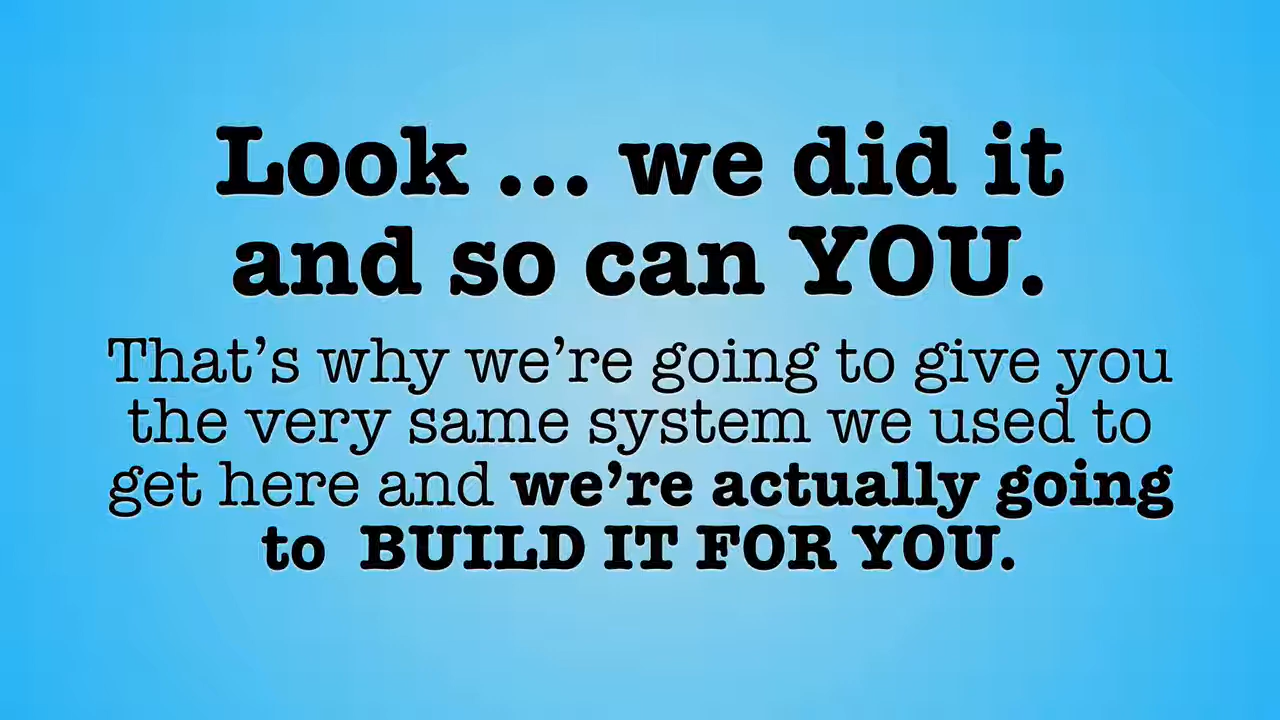 Look ... we did it
and so can YOU.
That’s why we’re going to give you
the very same system we used to
get here and we’re actually going
to BUILD IT FOR YOU.